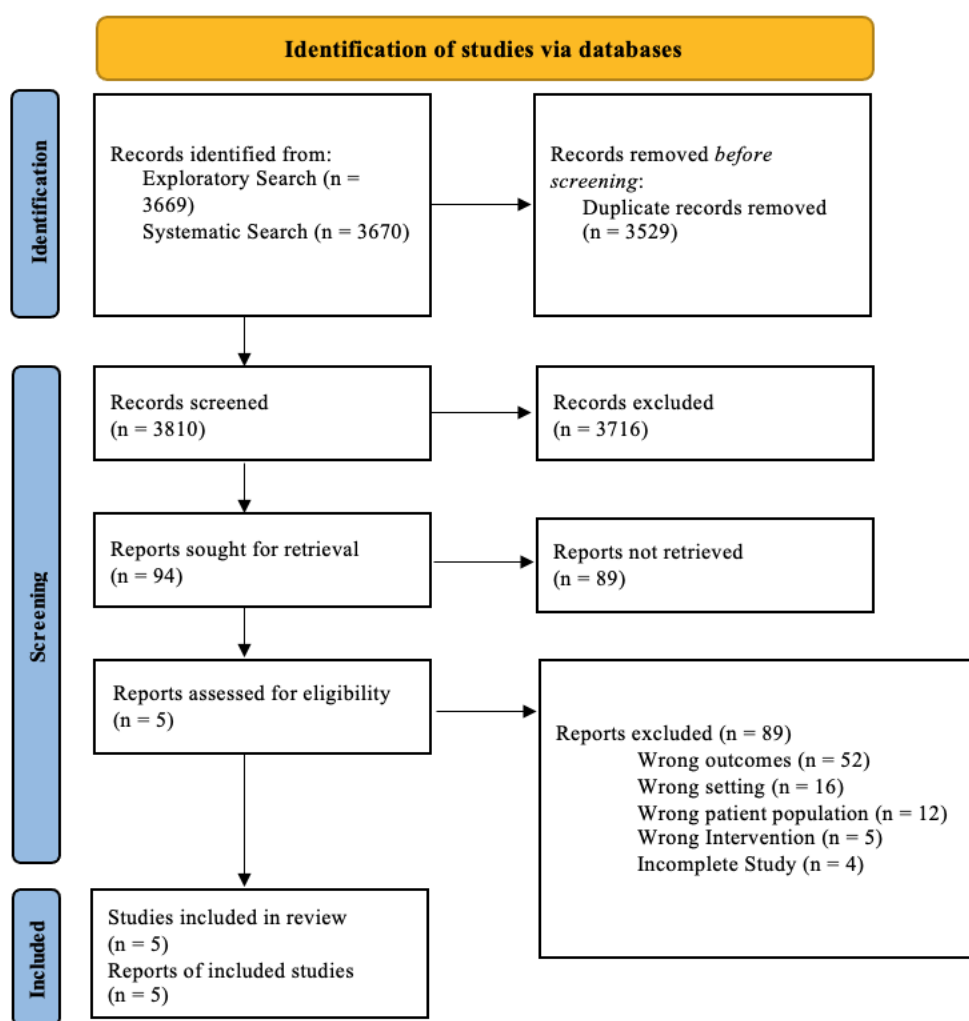 Identification of studies via databases
Identification
Records identified from:
Exploratory Search (n =
3669)
Systematic Search (n = 3670)
Records removed before
screening:
Duplicate records removed
(n = 3529)
Screening
Records screened
(n = 3810)
Records excluded
(n = 3716)
Reports sought for retrieval
(n = 94)
Reports not retrieved
(n = 89)
Reports assessed for eligibility
(n = 5)
Reports excluded (n = 89)
Wrong outcomes (n = 52)
Wrong setting (n = 16)
Wrong patient population (n = 12)
Wrong Intervention (n = 5)
Incomplete Study (n = 4)
Included
Studies included in review
(n = 5)
Reports of included studies
(n = 5)